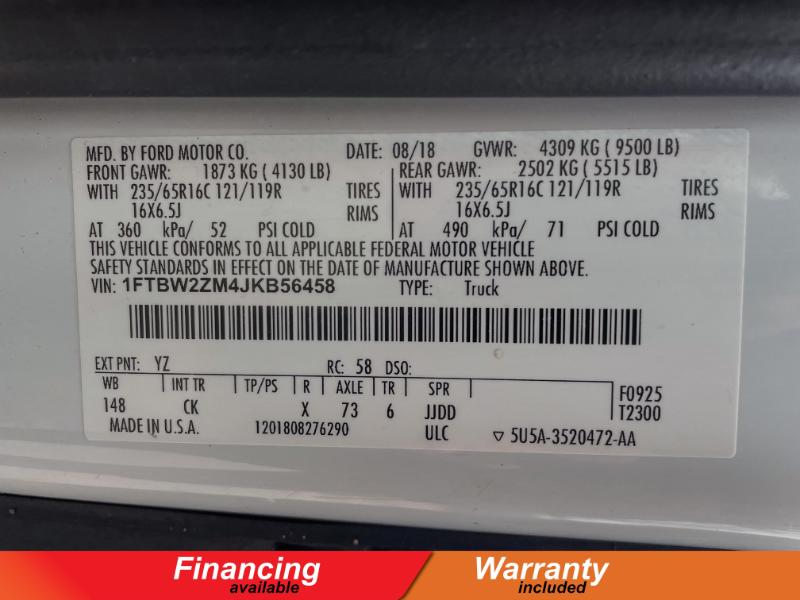 MFD. BY FORD MOTOR CO. DATE: 08/18 GVWR: 4309 KG ( 9500 LB)
FRONT GAWR: 1873 KG ( 4130 LB) REAR GAWR: 2502 KG ( 5515 LB)
WITH 235/65R16C 121/119R TIRES WITH 235/65R16C 121/119R TIRES
16X6.5J RIMS 16X6.5J RIMS
AT 360 kPa/ 52 PSI COLD AT 490 kPa/ 71 PSI COLD
THIS VEHICLE CONFORMS TO ALL APPLICABLE FEDERAL MOTOR VEHICLE
SAFETY STANDARDS IN EFFECT ON THE DATE OF MANUFACTURE SHOWN ABOVE.
VIN: 1FTBW2ZM4JKB56458 TYPE: Truck
EXT PNT: YZ RC: 58 DSO:
WB INT TR TP/PS R AXLE TR SPR F0925
148 CK X 73 6 JJDD T2300
MADE IN U.S.A. 1201808276290 ULC ▽ 5U5A-3520472-AA
Financing Warranty
available included